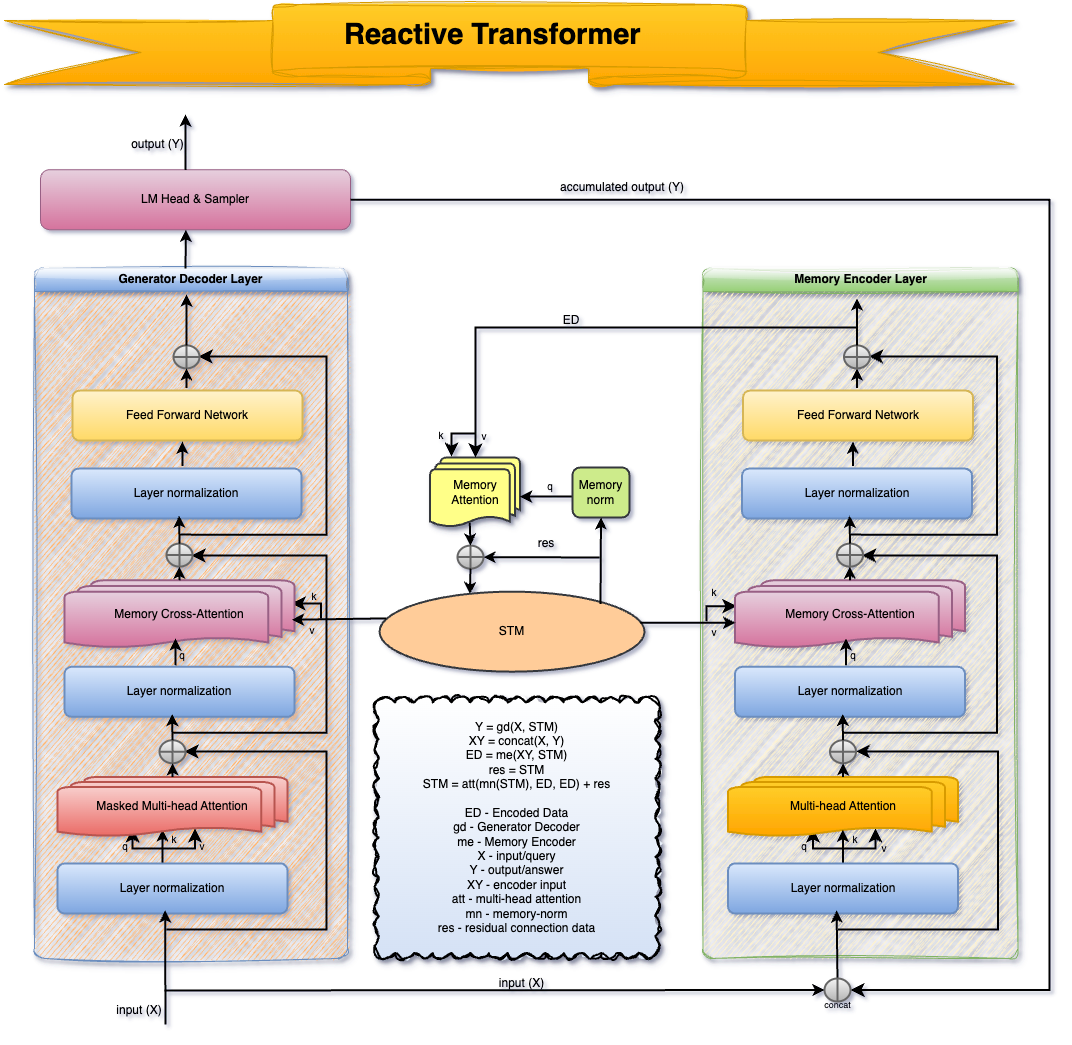 Reactive Transformer
output (Y)
LM Head & Sampler
accumulated output (Y)
Generator Decoder Layer
Feed Forward Network
Layer normalization
Memory Cross-Attention
k
v
q
Layer normalization
Masked Multi-head Attention
q
k
v
Layer normalization
input (X)
ED
k
v
Memory
Attention
q
Memory
norm
res
STM
Y = gd(X, STM)
XY = concat(X, Y)
ED = me(XY, STM)
res = STM
STM = att(mn(STM), ED, ED) + res
ED - Encoded Data
gd - Generator Decoder
me - Memory Encoder
X - input/query
Y - output/answer
XY - encoder input
att - multi-head attention
mn - memory-norm
res - residual connection data
Memory Encoder Layer
Feed Forward Network
Layer normalization
k
v
Memory Cross-Attention
q
Layer normalization
Multi-head Attention
q
k
v
Layer normalization
input (X)
concat